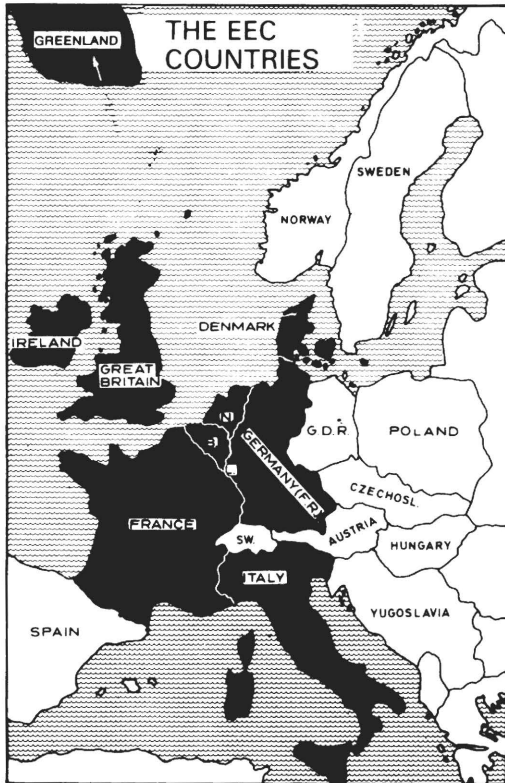 THE EEC
COUNTRIES
GREENLAND
SWEDEN
NORWAY
DENMARK
IRELAND
GREAT
BRITAIN
N
B
L
GERMANY(F.R)
G.D.R.
POLAND
CZECHOSL.
FRANCE
SW.
AUSTRIA
HUNGARY
ITALY
YUGOSLAVIA
SPAIN